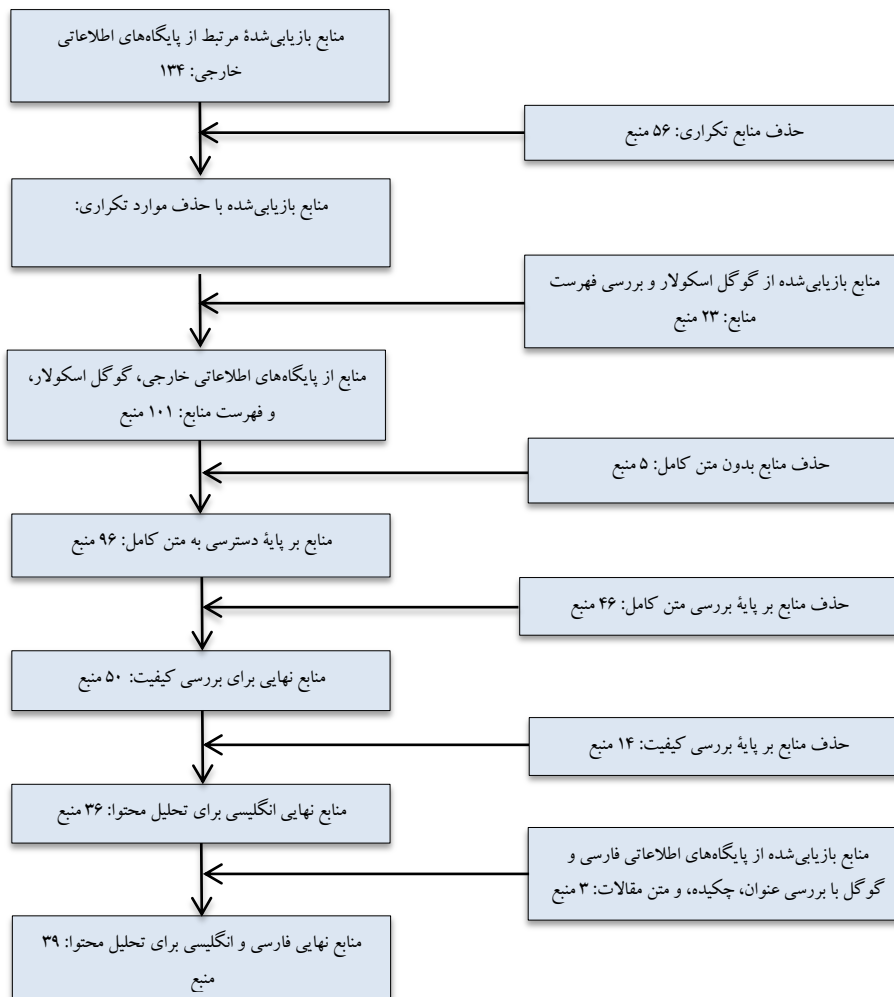 منابع بازیابی‌شدۀ مرتبط از پایگاه‌های اطلاعاتی
خارجی: ۱۳۴
حذف منابع تکراری: ۵۶ منبع
منابع بازیابی‌شده با حذف موارد تکراری:
منابع بازیابی‌شده از گوگل اسکولار و بررسی فهرست
منابع: ۲۳ منبع
منابع از پایگاه‌های اطلاعاتی خارجی، گوگل اسکولار،
و فهرست منابع: ۱۰۱ منبع
حذف منابع بدون متن کامل: ۵ منبع
منابع بر پایۀ دسترسی به متن کامل: ۹۶ منبع
حذف منابع بر پایۀ بررسی متن کامل: ۴۶ منبع
منابع نهایی برای بررسی کیفیت: ۵۰ منبع
حذف منابع بر پایۀ بررسی کیفیت: ۱۴ منبع
منابع نهایی انگلیسی برای تحلیل محتوا: ۳۶ منبع
منابع بازیابی‌شده از پایگاه‌های اطلاعاتی فارسی و
گوگل با بررسی عنوان، چکیده، و متن مقالات: ۳ منبع
منابع نهایی فارسی و انگلیسی برای تحلیل محتوا: ۳۹
منبع